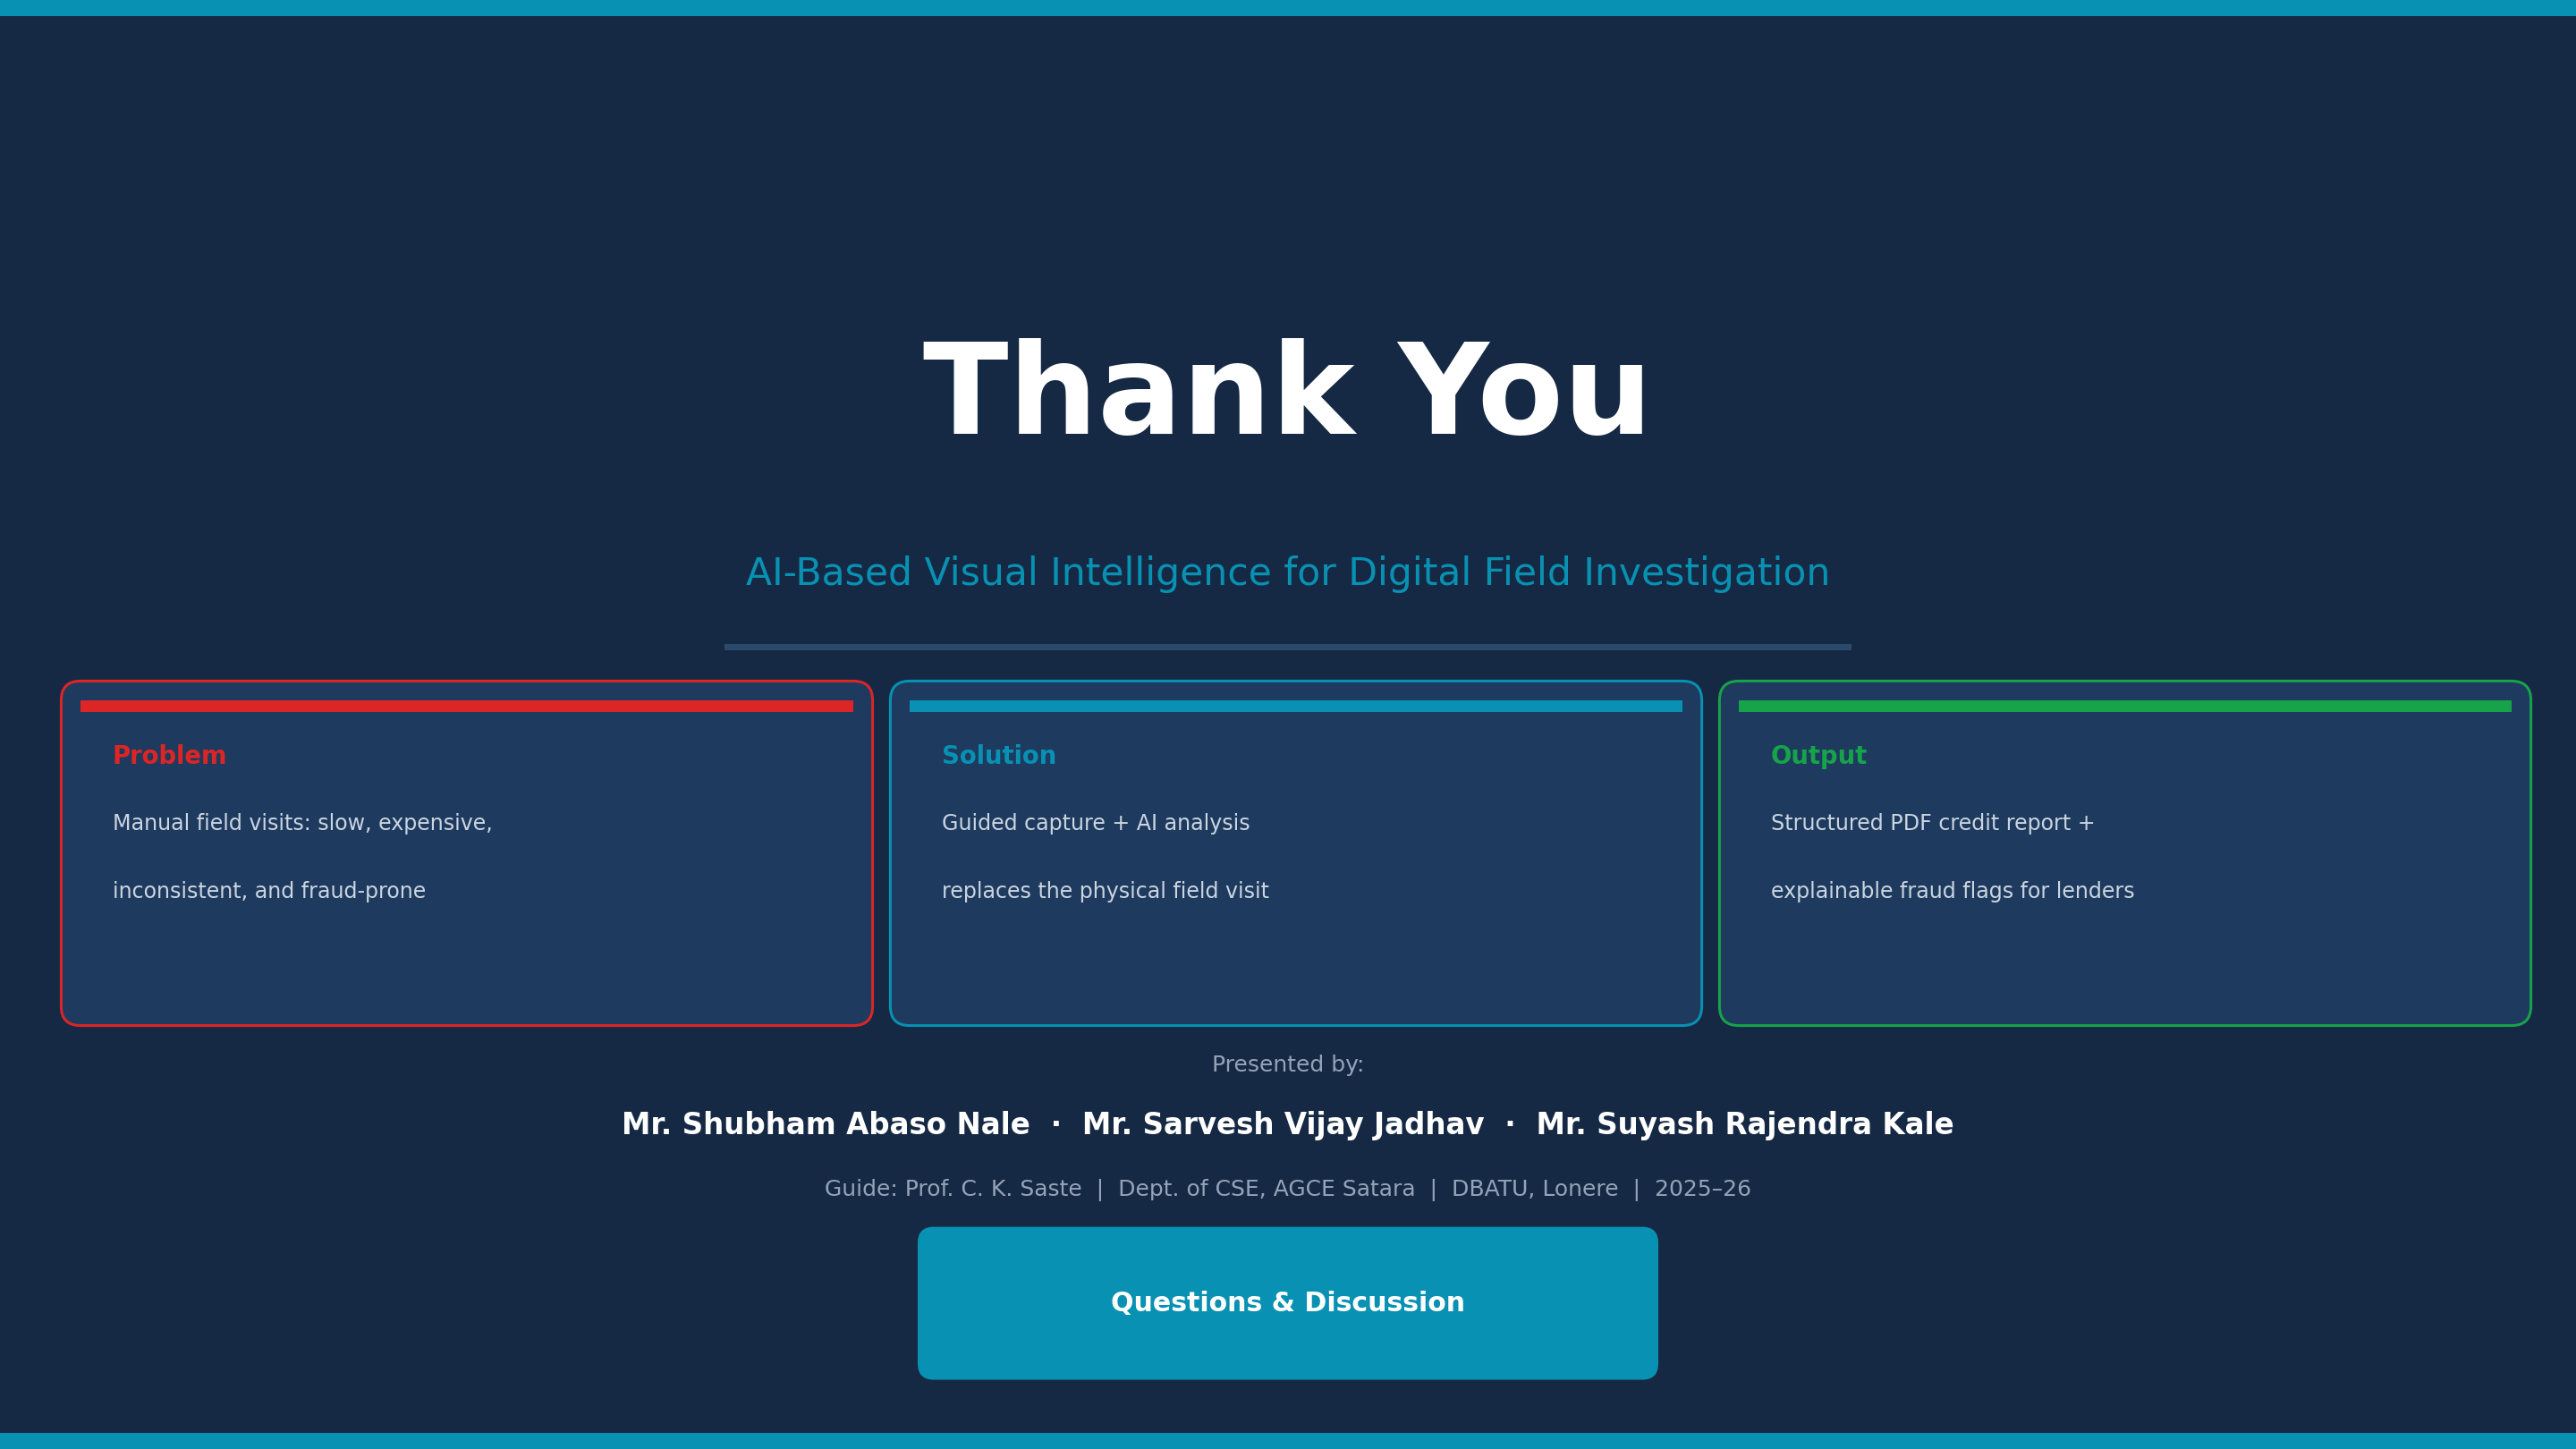 Thank You
AI-Based Visual Intelligence for Digital Field Investigation
Problem
Manual field visits: slow, expensive,
inconsistent, and fraud-prone
Solution
Guided capture + AI analysis
replaces the physical field visit
Output
Structured PDF credit report +
explainable fraud flags for lenders
Presented by:
Mr. Shubham Abaso Nale · Mr. Sarvesh Vijay Jadhav · Mr. Suyash Rajendra Kale
Guide: Prof. C. K. Saste | Dept. of CSE, AGCE Satara | DBATU, Lonere | 2025–26
Questions & Discussion